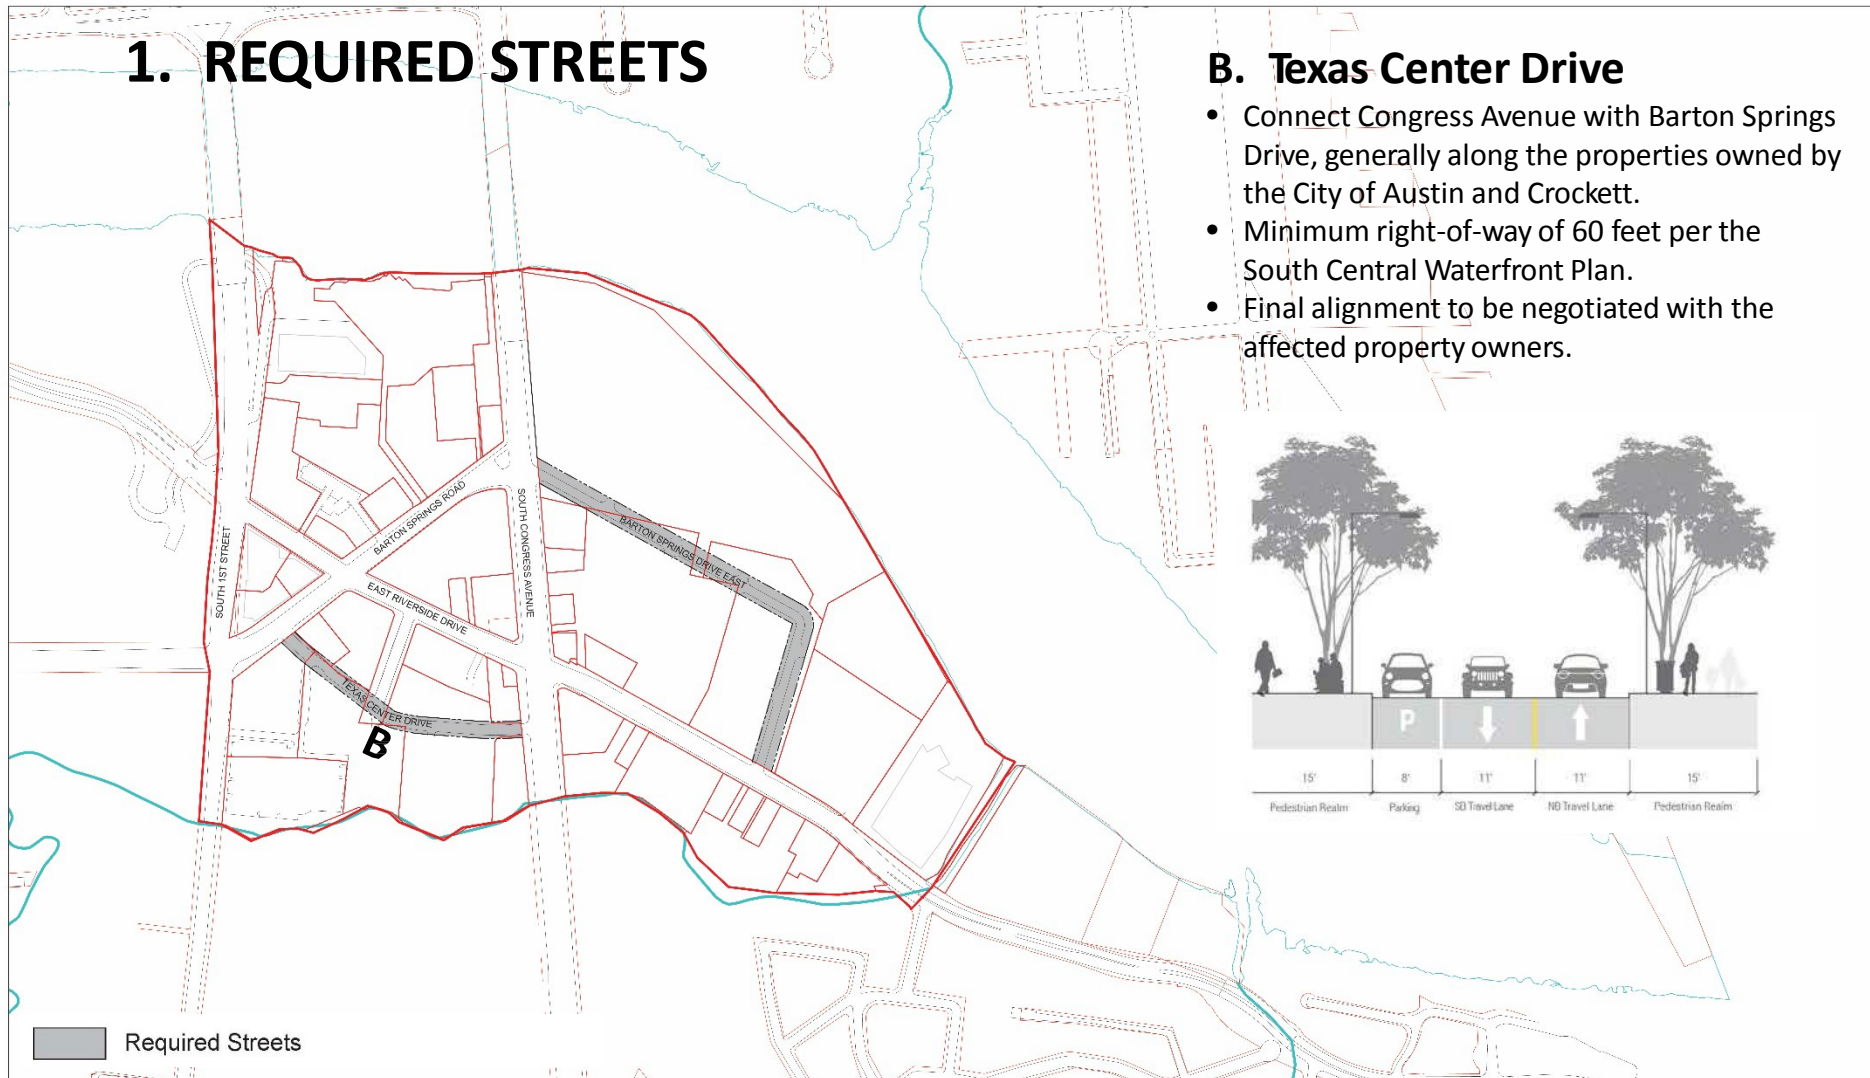 1. REQUIRED STREETS
B. Texas Center Drive
• Connect Congress Avenue with Barton Springs
Drive, generally along the properties owned by
the City of Austin and Crockett.
• Minimum right-of-way of 60 feet per the
South Central Waterfront Plan.
• Final alignment to be negotiated with the
affected property owners.
BARTON SPRINGS ROAD
SOUTH CONGRESS AVENUE
BARTON SPRINGS DRIVE EAST
SOUTH 1ST STREET
EAST RIVERSIDE DRIVE
TEXAS CENTER DRIVE
B
P
15' 8' 11' 11' 15'
Pedestrian Realm Parking SB Travel Lane NB Travel Lane Pedestrian Realm
Required Streets